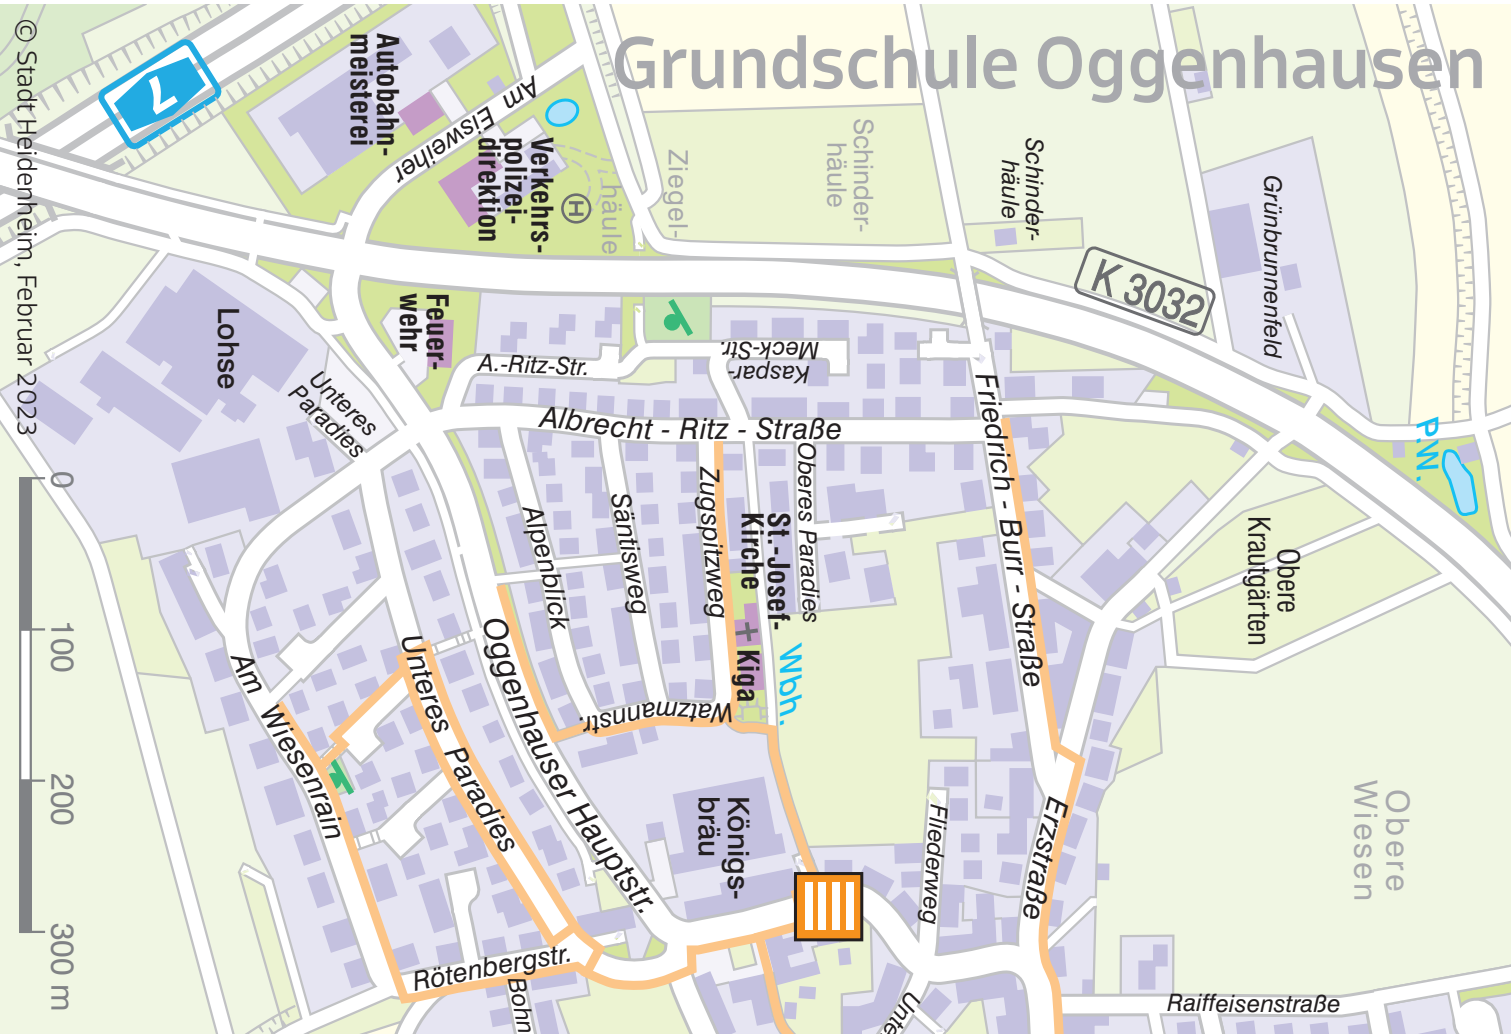 Grundschule Oggenhausen
© Stadt Heidenheim, Februar 2023
7
Autobahn-
meisterei
Am Eisweiher
Verkehrs-
polizei-
direktion
H
Ziegel-
häule
Schinder-
häule
Schinder-
häule
Grünbrunnenfeld
K 3032
Feuer-
wehr
Lohse
Unteres
Paradies
A.-Ritz-Str.
Kaspar-
Meck-Str.
Albrecht - Ritz - Straße
Friedrich - Burr - Straße
P.W.
Obere
Krautgärten
Oberes Paradies
Zugspitzweg
Säntisweg
Alpenblick
St.-Josef-
Kirche
Kiga
Wbh.
Watzmannstr.
Oggenhauser Hauptstr.
Unteres Paradies
Am Wiesenrain
Königs-
bräu
Fliederweg
Erzstraße
Obere
Wiesen
Rötenbergstr.
Bohn
Unte
Raiffeisenstraße
0
100
200
300 m